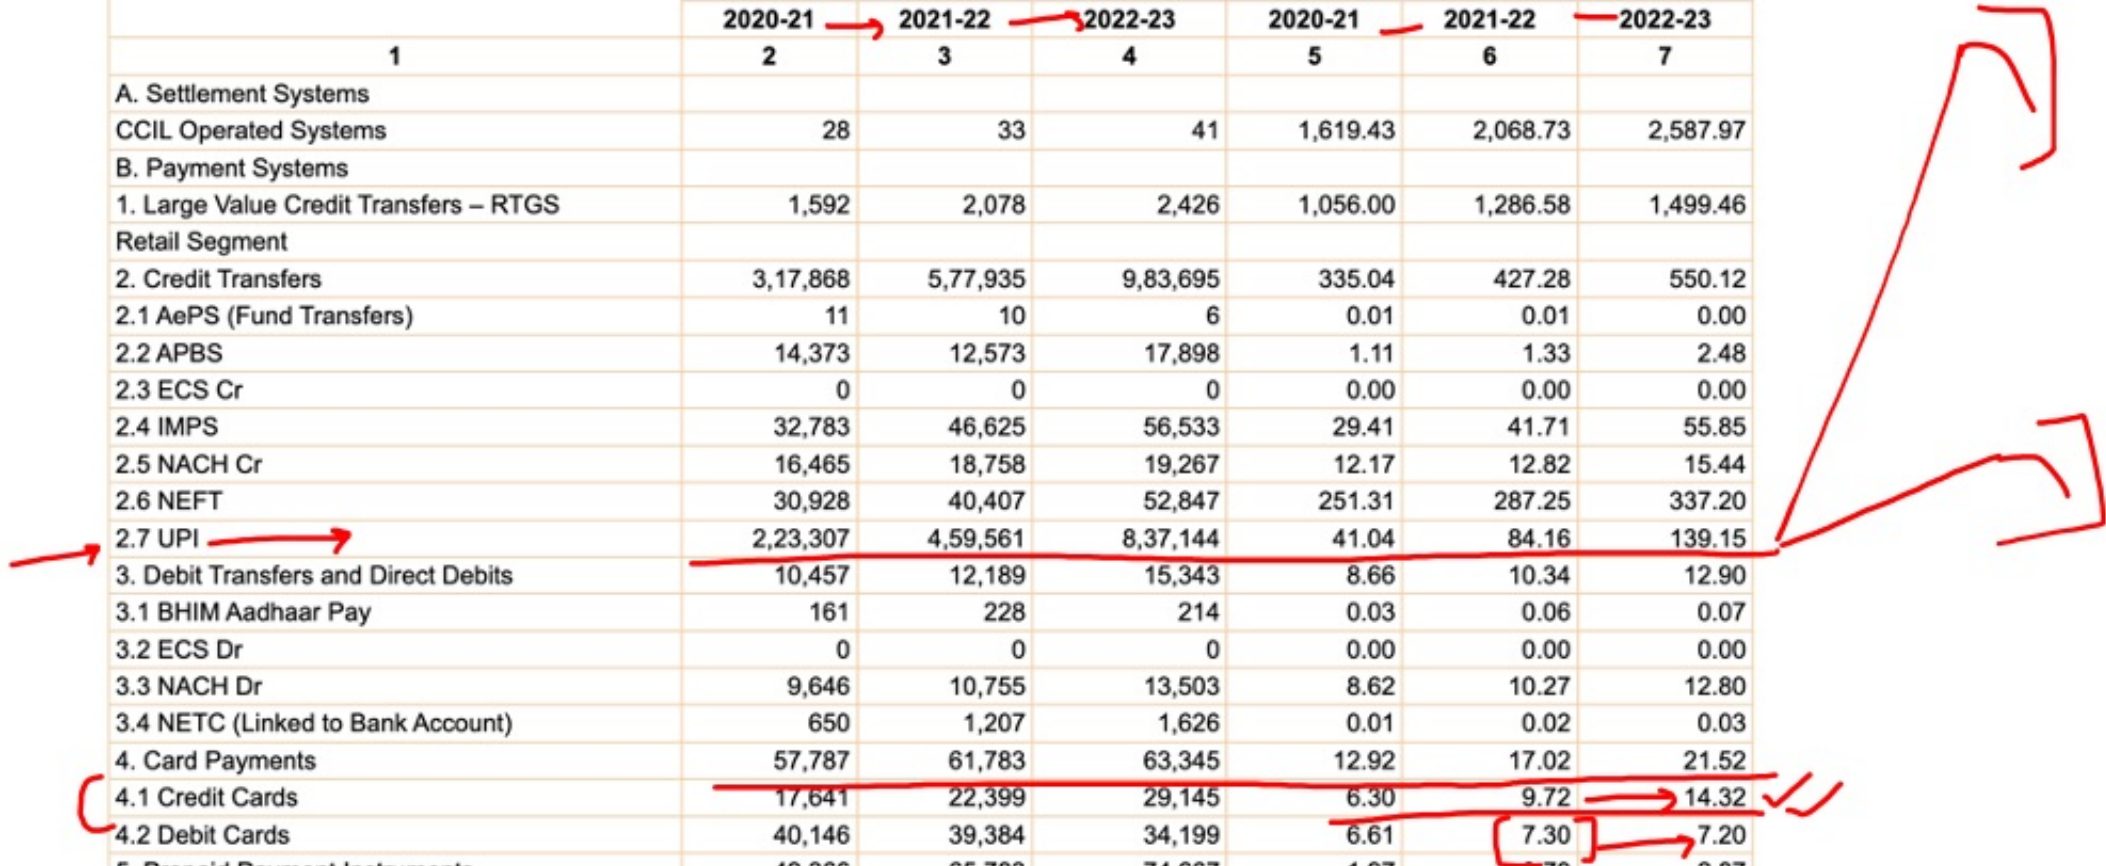 2020-21 2021-22 2022-23 2020-21 2021-22 2022-23
1 2 3 4 5 6 7
A. Settlement Systems
CCIL Operated Systems 28 33 41 1,619.43 2,068.73 2,587.97
B. Payment Systems
1. Large Value Credit Transfers – RTGS 1,592 2,078 2,426 1,056.00 1,286.58 1,499.46
Retail Segment
2. Credit Transfers 3,17,868 5,77,935 9,83,695 335.04 427.28 550.12
2.1 AePS (Fund Transfers) 11 10 6 0.01 0.01 0.00
2.2 APBS 14,373 12,573 17,898 1.11 1.33 2.48
2.3 ECS Cr 0 0 0 0.00 0.00 0.00
2.4 IMPS 32,783 46,625 56,533 29.41 41.71 55.85
2.5 NACH Cr 16,465 18,758 19,267 12.17 12.82 15.44
2.6 NEFT 30,928 40,407 52,847 251.31 287.25 337.20
2.7 UPI 2,23,307 4,59,561 8,37,144 41.04 84.16 139.15
3. Debit Transfers and Direct Debits 10,457 12,189 15,343 8.66 10.34 12.90
3.1 BHIM Aadhaar Pay 161 228 214 0.03 0.06 0.07
3.2 ECS Dr 0 0 0 0.00 0.00 0.00
3.3 NACH Dr 9,646 10,755 13,503 8.62 10.27 12.80
3.4 NETC (Linked to Bank Account) 650 1,207 1,626 0.01 0.02 0.03
4. Card Payments 57,787 61,783 63,345 12.92 17.02 21.52
4.1 Credit Cards 17,641 22,399 29,145 6.30 9.72 14.32
4.2 Debit Cards 40,146 39,384 34,199 6.61 7.30 7.20